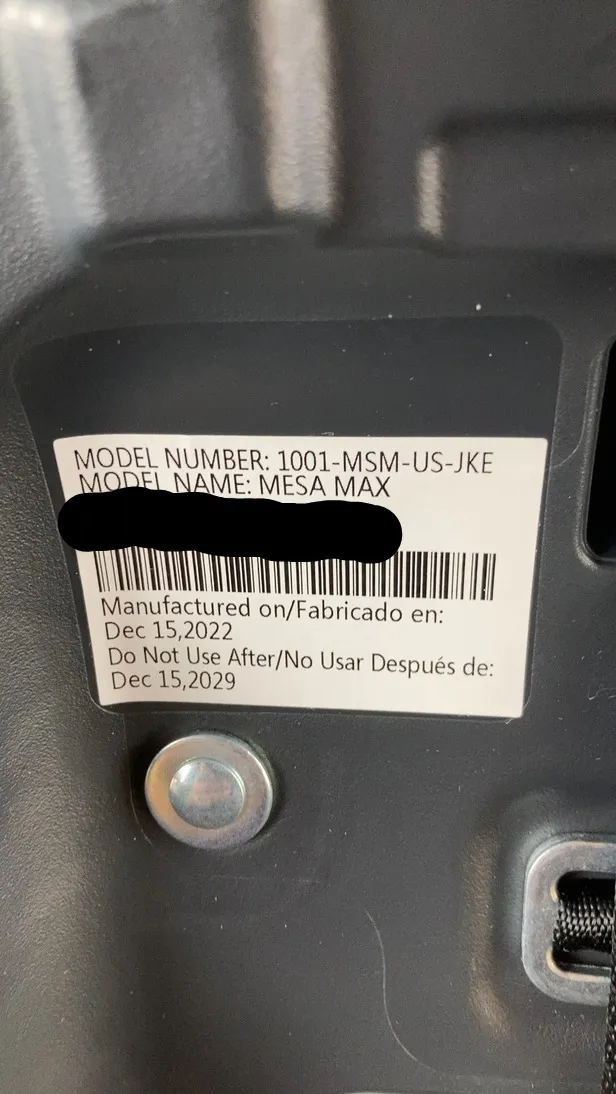 MODEL NUMBER: 1001-MSM-US-JKE
MODEL NAME: MESA MAX
Manufactured on/Fabricado en:
Dec 15,2022
Do Not Use After/No Usar Después de:
Dec 15,2029